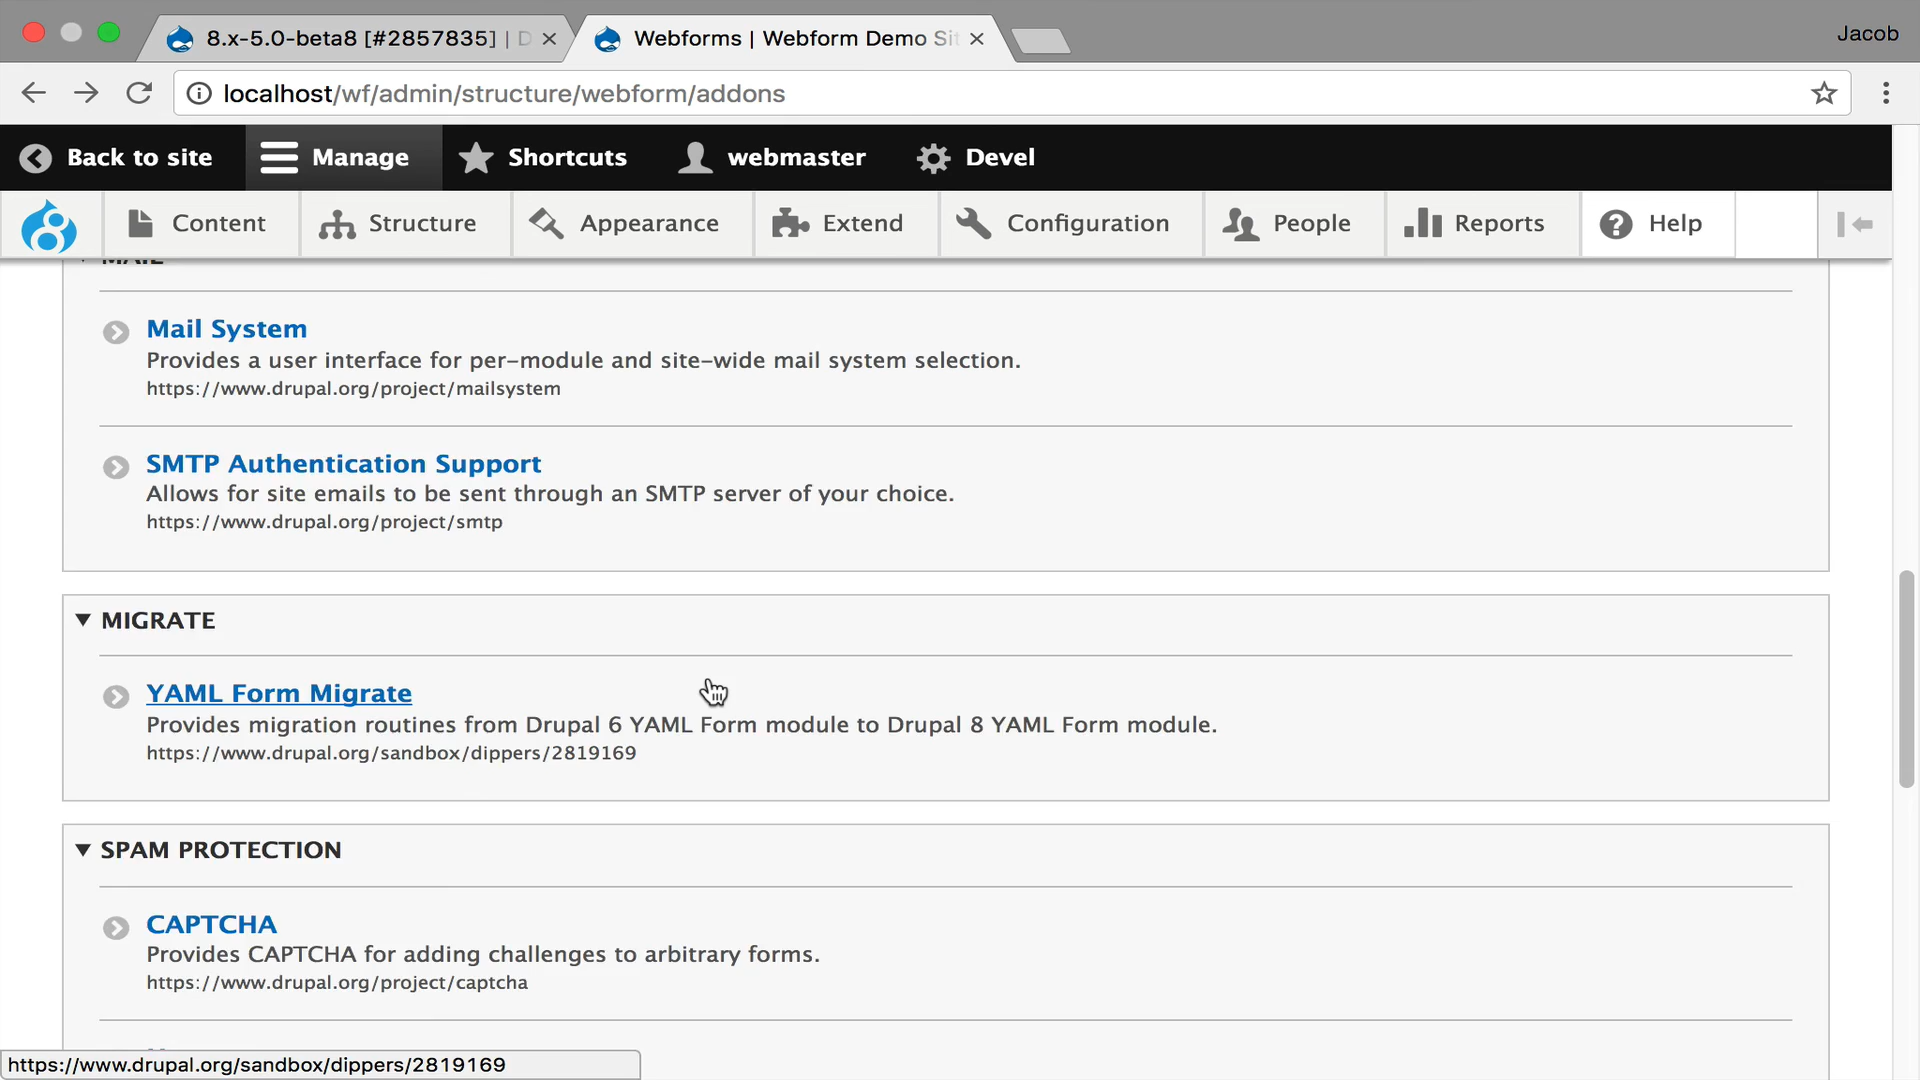 8.x-5.0-beta8 [#2857835] | D
Webforms | Webform Demo Sit
Jacob
localhost/wf/admin/structure/webform/addons
Back to site
Manage
Shortcuts
webmaster
Devel
Content
Structure
Appearance
Extend
Configuration
People
Reports
Help
MAIL
Mail System
Provides a user interface for per-module and site-wide mail system selection.
https://www.drupal.org/project/mailsystem
SMTP Authentication Support
Allows for site emails to be sent through an SMTP server of your choice.
https://www.drupal.org/project/smtp
MIGRATE
YAML Form Migrate
Provides migration routines from Drupal 6 YAML Form module to Drupal 8 YAML Form module.
https://www.drupal.org/sandbox/dippers/2819169
SPAM PROTECTION
CAPTCHA
Provides CAPTCHA for adding challenges to arbitrary forms.
https://www.drupal.org/project/captcha
https://www.drupal.org/sandbox/dippers/2819169